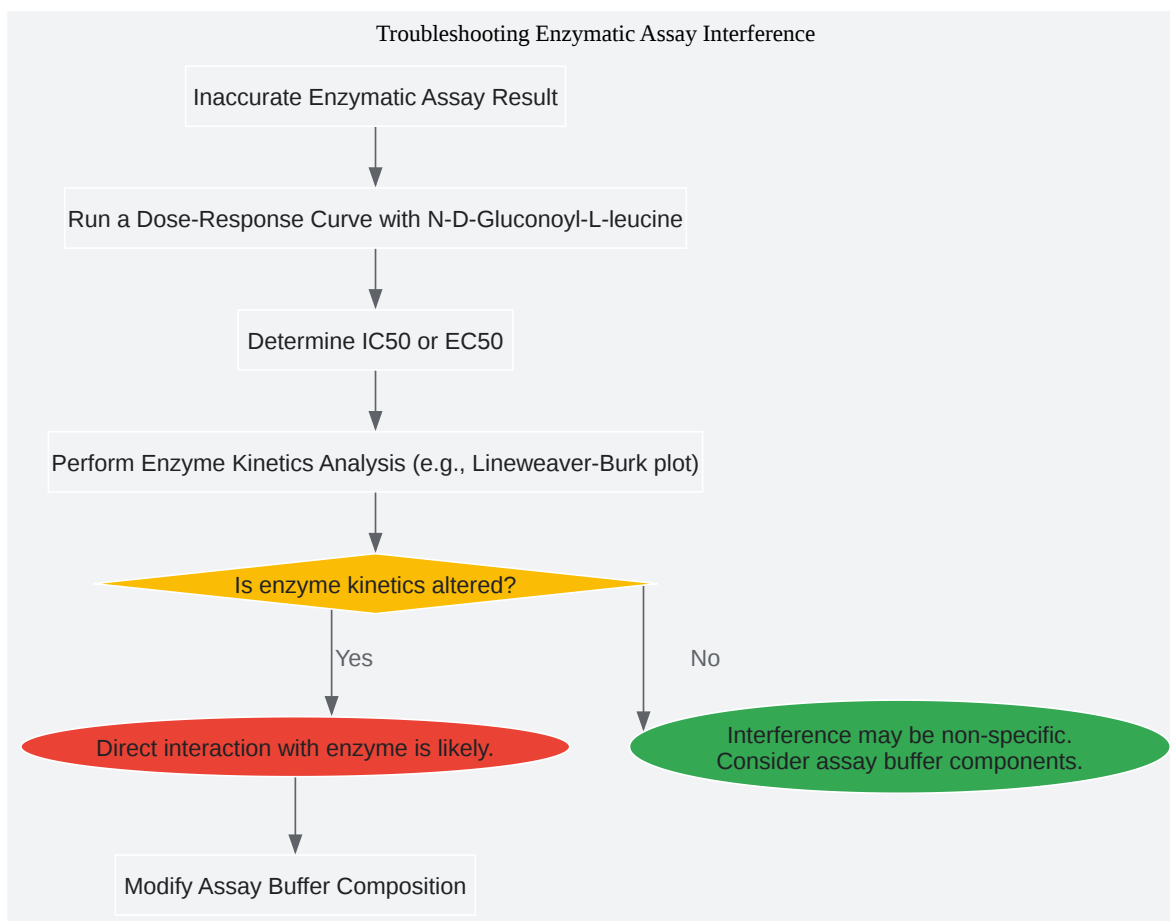 Troubleshooting Enzymatic Assay Interference
Inaccurate Enzymatic Assay Result
Run a Dose-Response Curve with N-D-Gluconoyl-L-leucine
Determine IC50 or EC50
Perform Enzyme Kinetics Analysis (e.g., Lineweaver-Burk plot)
Is enzyme kinetics altered?
Yes
No
Direct interaction with enzyme is likely.
Interference may be non-specific.
Consider assay buffer components.
Modify Assay Buffer Composition